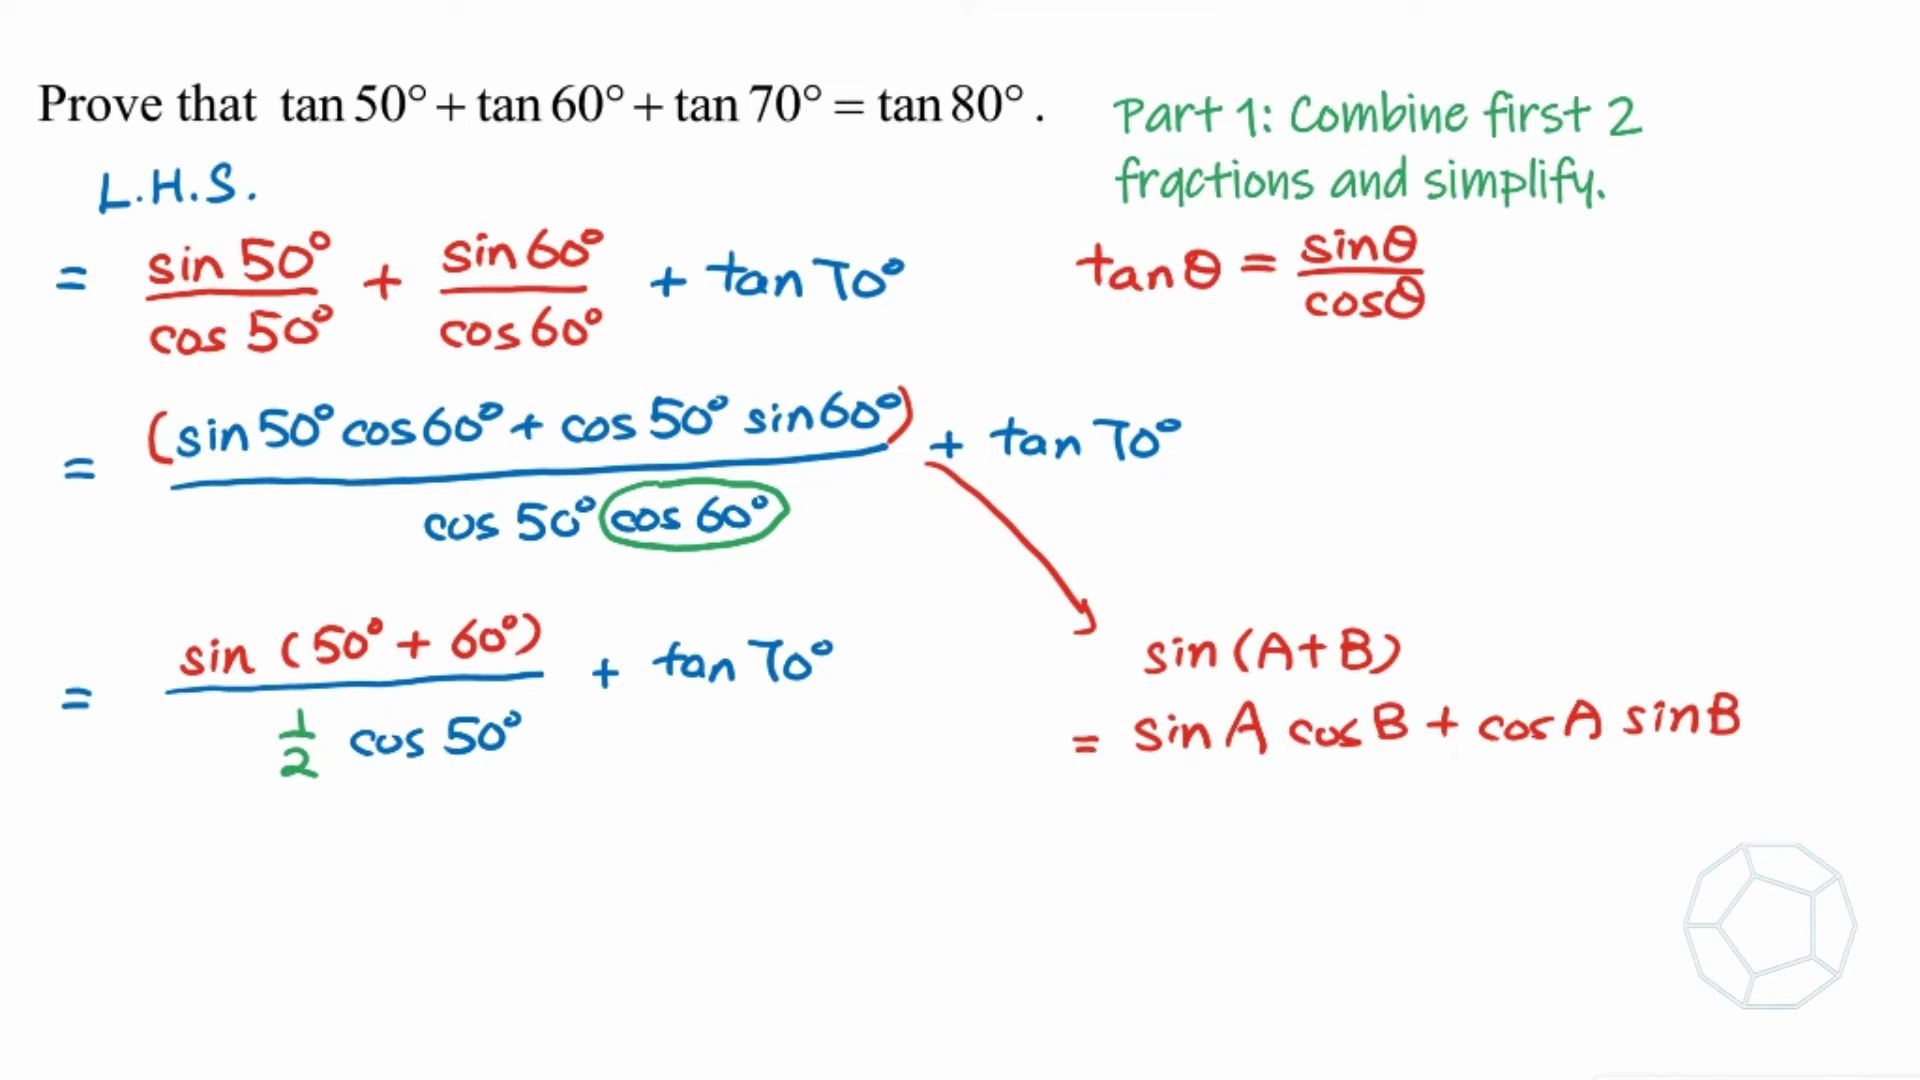 Prove that tan 50° + tan 60° + tan 70° = tan 80° .
Part 1: Combine first 2
fractions and simplify.
L.H.S.
= sin 50° / cos 50° + sin 60° / cos 60° + tan 70°
tan θ = sin θ / cos θ
= (sin 50° cos 60° + cos 50° sin 60°) / cos 50° cos 60° + tan 70°
= sin (50° + 60°) / 1/2 cos 50° + tan 70°
sin (A + B)
= sin A cos B + cos A sin B